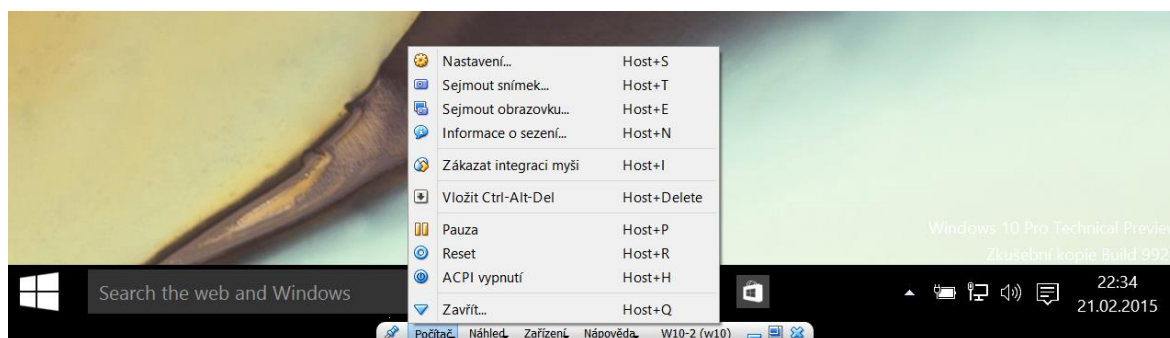 Nastavení... Host+S
Sejmout snímek... Host+T
Sejmout obrazovku... Host+E
Informace o sezení... Host+N
Zákazat integraci myši Host+I
Vložit Ctrl-Alt-Del Host+Delete
Pauza Host+P
Reset Host+R
ACPI vypnutí Host+H
Zavřít... Host+Q
Windows 10 Pro Technical Preview
Zkušební kopie Build 992
Search the web and Windows
22:34
21.02.2015
Počítač Náhled Zařízení Nápověda W10-2 (w10)